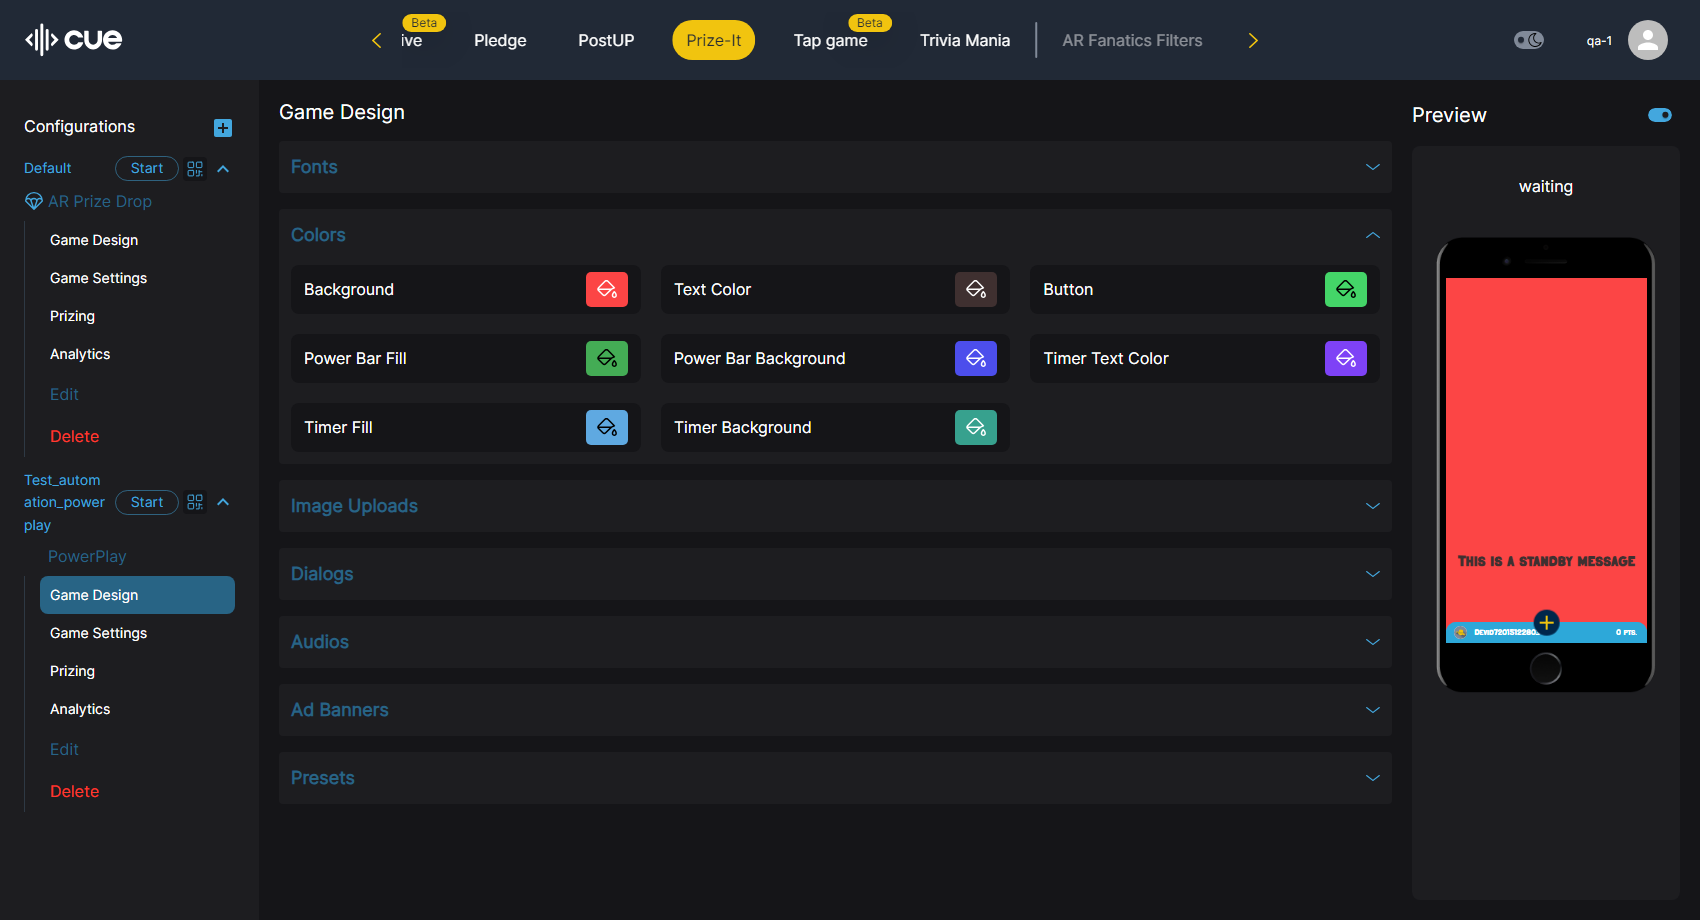 cue
Beta
ive
Pledge
PostUP
Prize-It
Beta
Tap game
Trivia Mania
AR Fanatics Filters
qa-1
Configurations
Default
Start
AR Prize Drop
Game Design
Game Settings
Prizing
Analytics
Edit
Delete
Test_autom
ation_power
play
Start
PowerPlay
Game Design
Game Settings
Prizing
Analytics
Edit
Delete
Game Design
Fonts
Colors
Background
Text Color
Button
Power Bar Fill
Power Bar Background
Timer Text Color
Timer Fill
Timer Background
Image Uploads
Dialogs
Audios
Ad Banners
Presets
Preview
waiting
This is a standby message
0 pts.